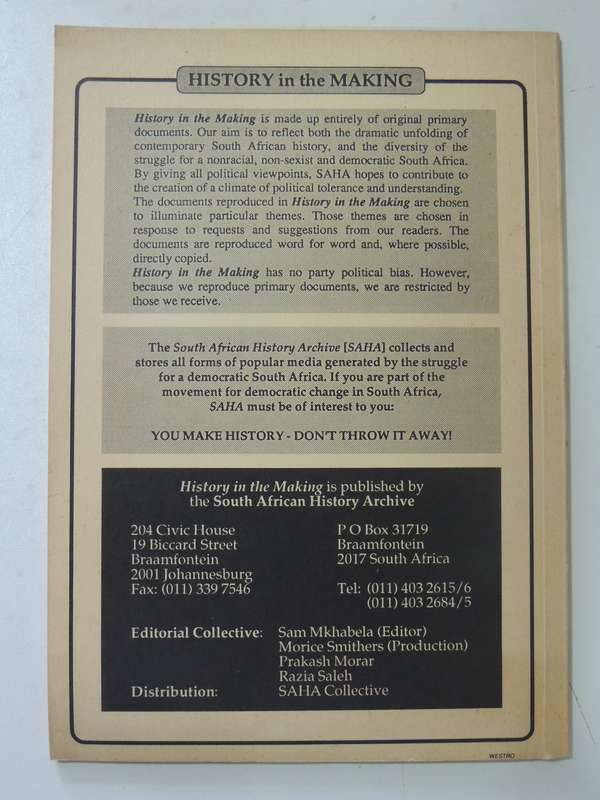 HISTORY in the MAKING
History in the Making is made up entirely of original primary
documents. Our aim is to reflect both the dramatic unfolding of
contemporary South African history, and the diversity of the
struggle for a nonracial, non-sexist and democratic South Africa.
By giving all political viewpoints, SAHA hopes to contribute to
the creation of a climate of political tolerance and understanding.
The documents reproduced in History in the Making are chosen
to illuminate particular themes. Those themes are chosen in
response to requests and suggestions from our readers. The
documents are reproduced word for word and, where possible,
directly copied.
History in the Making has no party political bias. However,
because we reproduce primary documents, we are restricted by
those we receive.
The South African History Archive [SAHA] collects and
stores all forms of popular media generated by the struggle
for a democratic South Africa. If you are part of the
movement for democratic change in South Africa,
SAHA must be of interest to you:
YOU MAKE HISTORY - DON'T THROW IT AWAY!
History in the Making is published by
the South African History Archive
204 Civic House
19 Biccard Street
Braamfontein
2001 Johannesburg
Fax: (011) 339 7546
P O Box 31719
Braamfontein
2017 South Africa
Tel: (011) 403 2615/6
(011) 403 2684/5
Editorial Collective: Sam Mkhabela (Editor)
Morice Smithers (Production)
Prakash Morar
Razia Saleh
Distribution: SAHA Collective
WESTRO